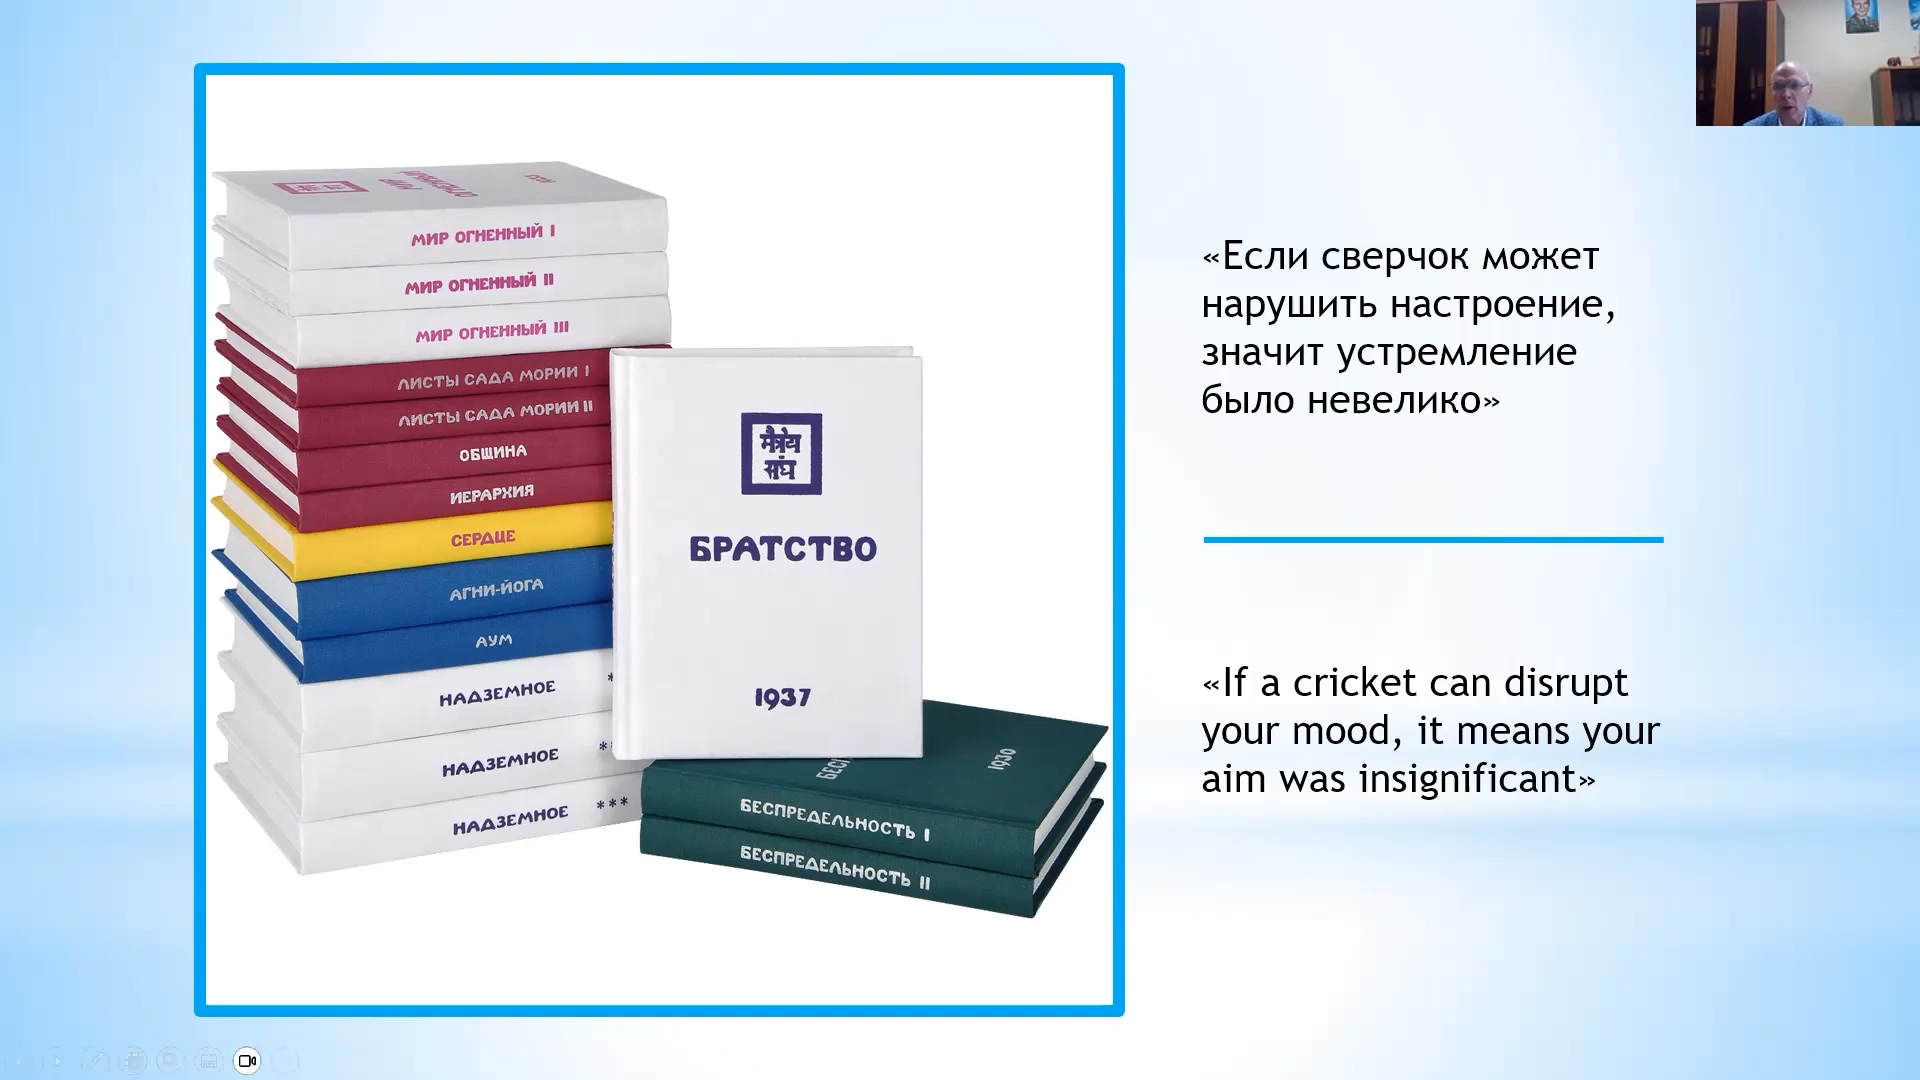 МИР ОГНЕННЫЙ I
МИР ОГНЕННЫЙ II
МИР ОГНЕННЫЙ III
ЛИСТЫ САДА МОРИИ I
ЛИСТЫ САДА МОРИИ II
ОБЩИНА
ИЕРАРХИЯ
СЕРДЦЕ
АГНИ-ЙОГА
АУМ
НАДЗЕМНОЕ *
НАДЗЕМНОЕ **
НАДЗЕМНОЕ ***
मैत्रेय
संघ
БРАТСТВО
1937
1930
БЕСПРЕДЕЛЬНОСТЬ I
БЕСПРЕДЕЛЬНОСТЬ II
«Если сверчок может
нарушить настроение,
значит устремление
было невелико»
«If a cricket can disrupt
your mood, it means your
aim was insignificant»